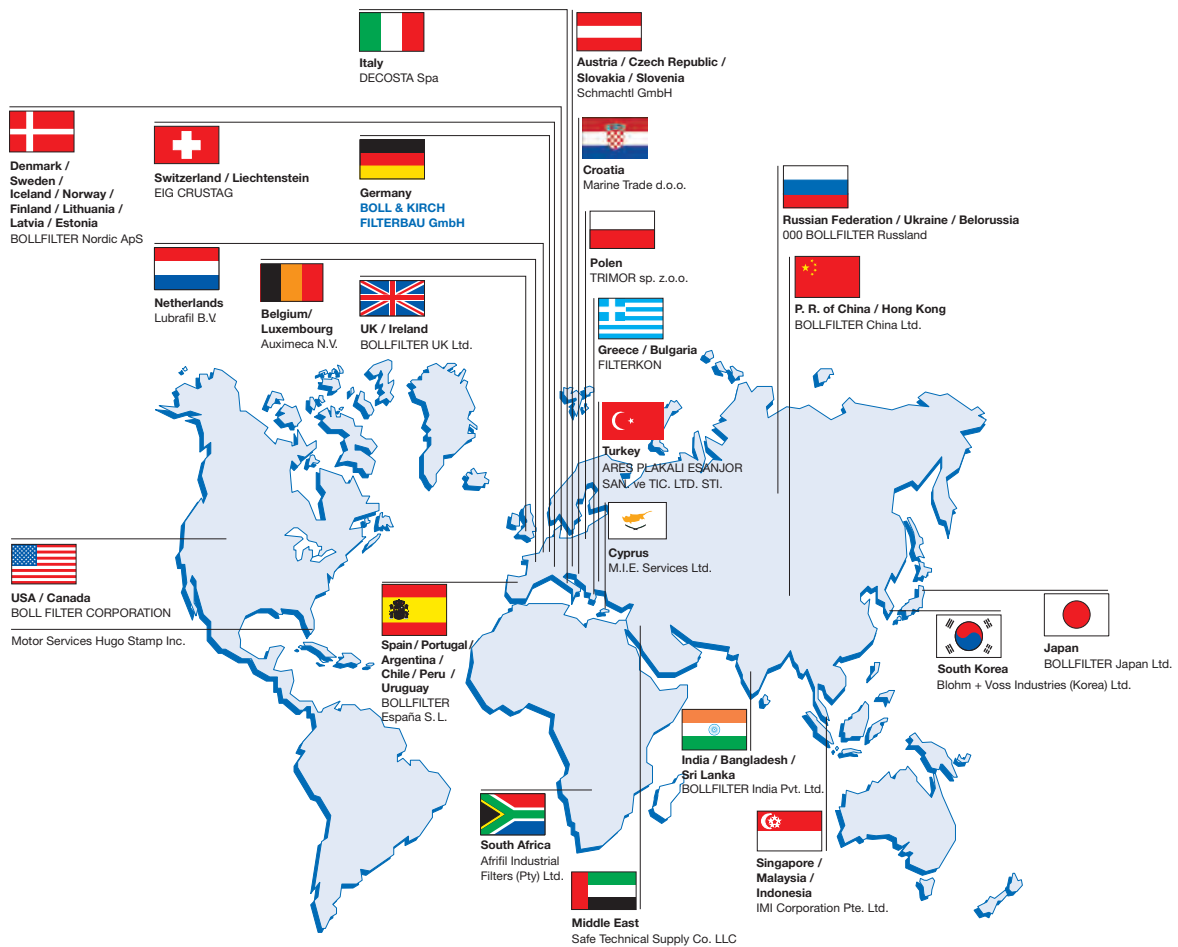 Italy
DECOSTA Spa
Austria / Czech Republic /
Slovakia / Slovenia
Schmachtl GmbH
Denmark /
Sweden /
Iceland / Norway /
Finland / Lithuania /
Latvia / Estonia
BOLLFILTER Nordic ApS
Switzerland / Liechtenstein
EIG CRUSTAG
Germany
BOLL & KIRCH
FILTERBAU GmbH
Croatia
Marine Trade d.o.o.
Russian Federation / Ukraine / Belorussia
000 BOLLFILTER Russland
Polen
TRIMOR sp. z.o.o.
Netherlands
Lubrafil B.V.
Belgium/
Luxembourg
Auximeca N.V.
UK / Ireland
BOLLFILTER UK Ltd.
P. R. of China / Hong Kong
BOLLFILTER China Ltd.
Greece / Bulgaria
FILTERKON
Turkey
ARES PLAKALI ESANJOR
SAN. ve TIC. LTD. STI.
Cyprus
M.I.E. Services Ltd.
USA / Canada
BOLL FILTER CORPORATION
Motor Services Hugo Stamp Inc.
Spain / Portugal/
Argentina /
Chile / Peru /
Uruguay
BOLLFILTER
España S. L.
South Korea
Blohm + Voss Industries (Korea) Ltd.
Japan
BOLLFILTER Japan Ltd.
India / Bangladesh /
Sri Lanka
BOLLFILTER India Pvt. Ltd.
South Africa
Afrifil Industrial
Filters (Pty) Ltd.
Singapore /
Malaysia /
Indonesia
IMI Corporation Pte. Ltd.
Middle East
Safe Technical Supply Co. LLC